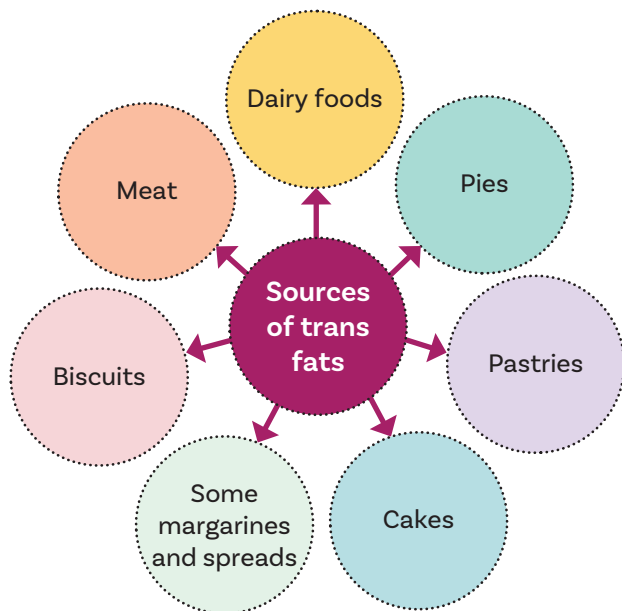 Dairy foods
Pies
Meat
Sources
of trans
fats
Pastries
Biscuits
Some
margarines
and spreads
Cakes